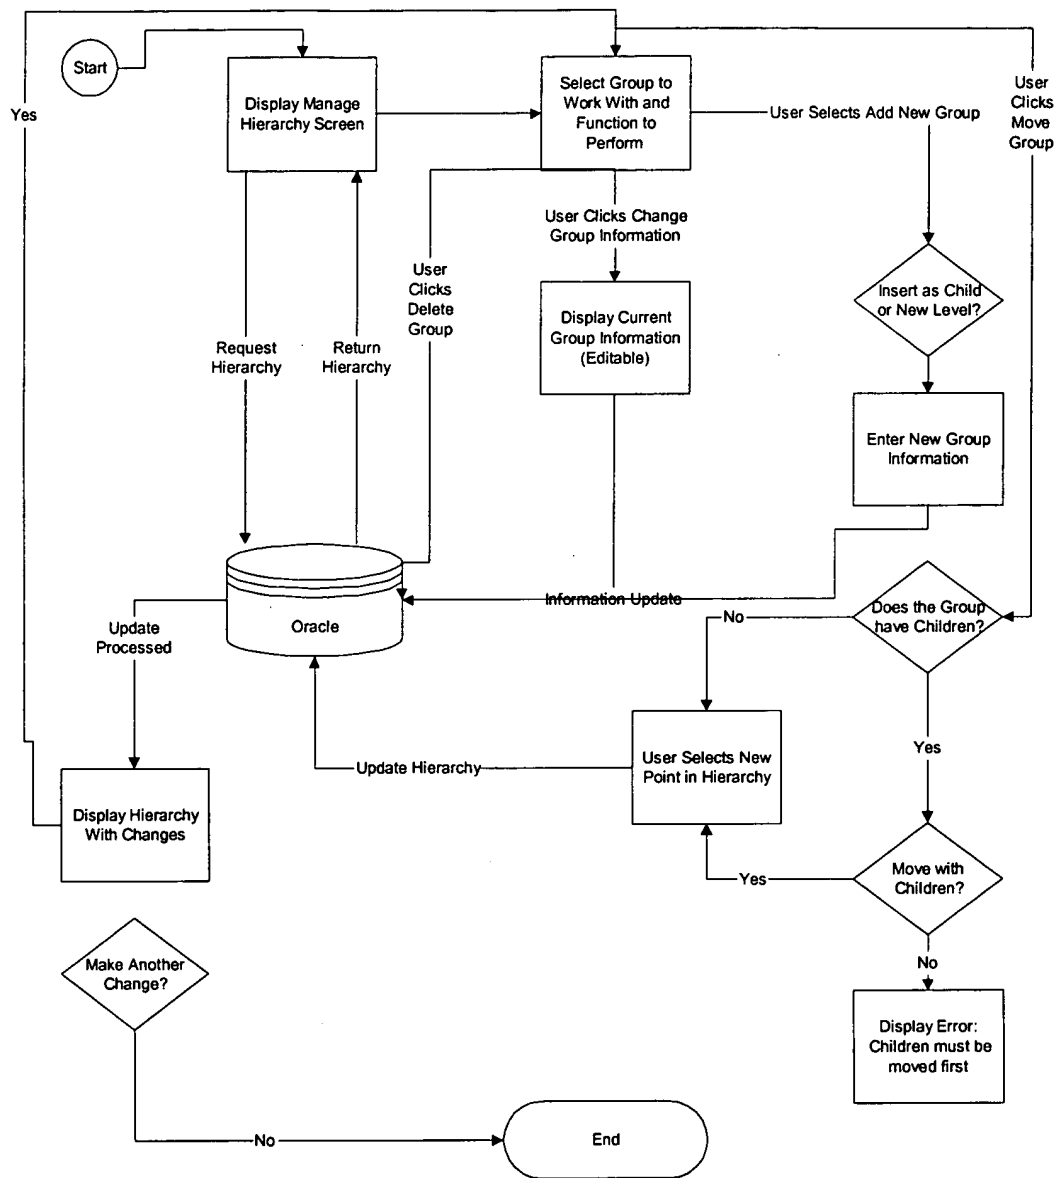 Start
Yes
Display Manage
Hierarchy Screen
Select Group to
Work With and
Function to
Perform
User Selects Add New Group
User
Clicks
Move
Group
User Clicks Change
Group Information
User
Clicks
Delete
Group
Insert as Child
or New Level?
Display Current
Group Information
(Editable)
Request
Hierarchy
Return
Hierarchy
Enter New Group
Information
Oracle
Information Update
Does the Group
have Children?
No
Update
Processed
Yes
User Selects New
Point in Hierarchy
Update Hierarchy
Display Hierarchy
With Changes
Move with
Children?
Yes
No
Make Another
Change?
Display Error:
Children must be
moved first
No
End